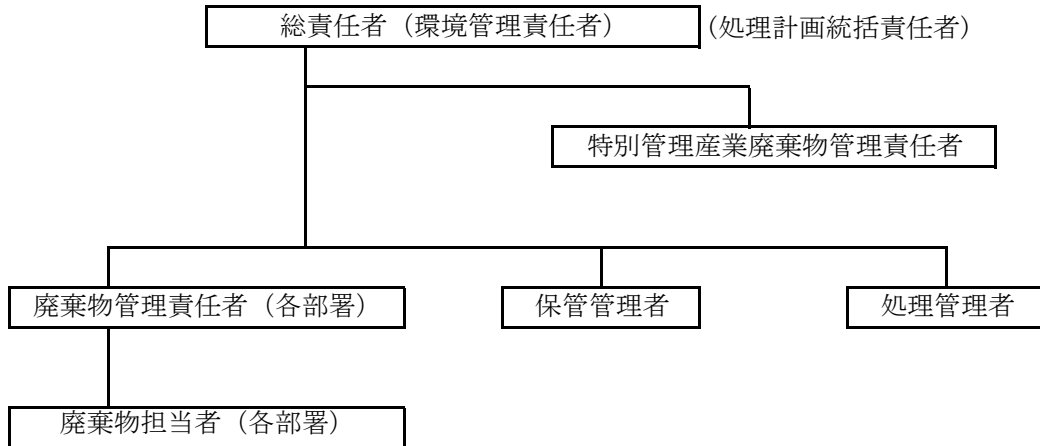 総責任者（環境管理責任者） (処理計画統括責任者）
特別管理産業廃棄物管理責任者
廃棄物管理責任者（各部署） 保管管理者 処理管理者
廃棄物担当者（各部署）